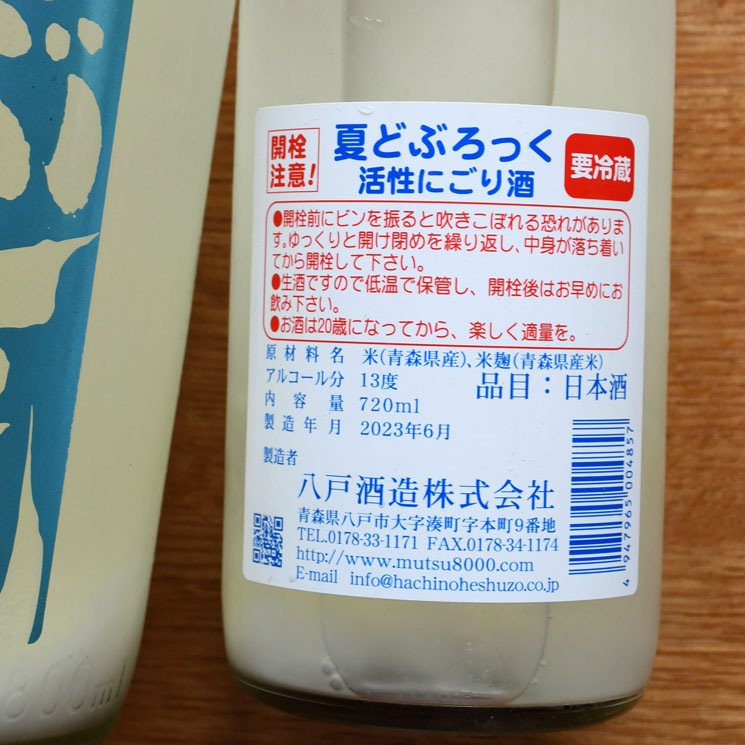 開栓
注意!
夏どぶろっく
活性にごり酒
要冷蔵
●開栓前にビンを振ると吹きこぼれる恐れがありま
す。ゆっくりと開け閉めを繰り返し、中身が落ち着い
てから開栓して下さい。
●生酒ですので低温で保管し、開栓後はお早めにお
飲み下さい。
●お酒は20歳になってから、楽しく適量を。
原材料名 米(青森県産)、米麹(青森県産米)
アルコール分 13度
品目:日本酒
内容量 720ml
製造年月 2023年6月
製造者
八戸酒造株式会社
青森県八戸市大字湊町字本町9番地
TEL.0178-33-1171 FAX.0178-34-1174
http://www.mutsu8000.com
E-mail info@hachinoheshuzo.co.jp
4 947965 004857
800ml